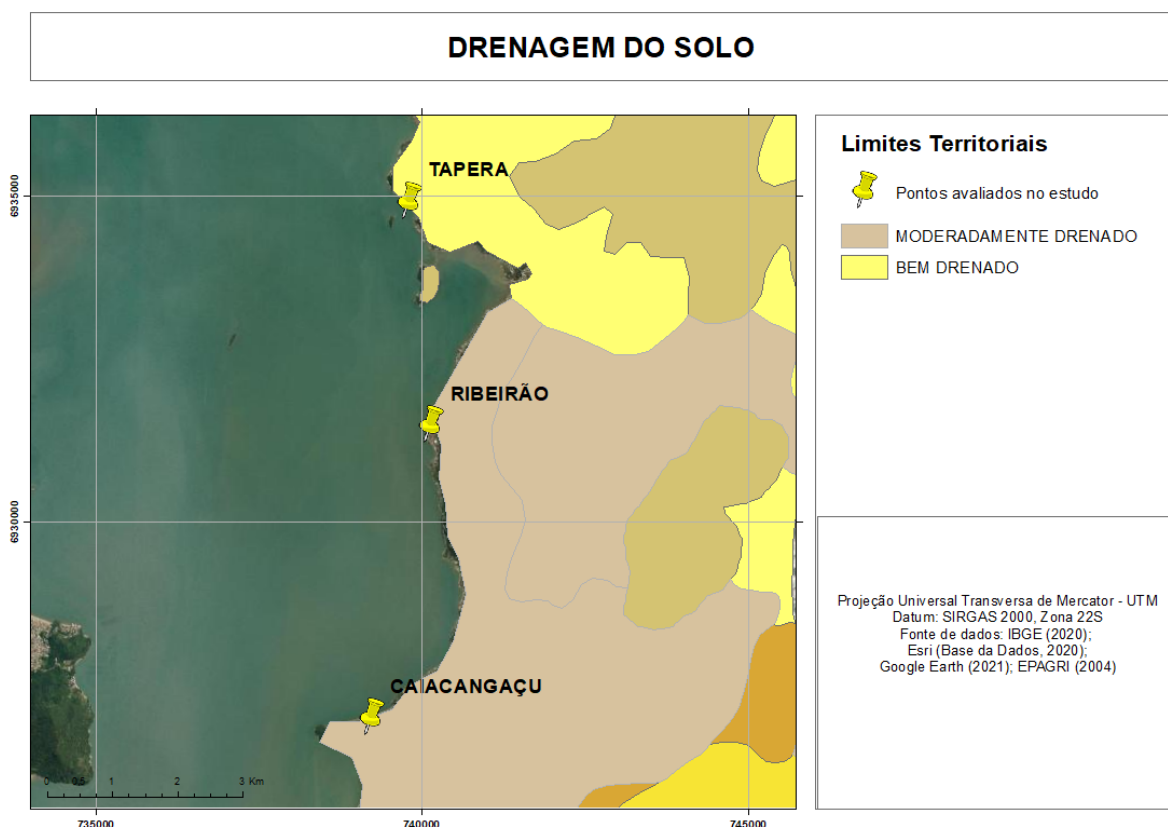 DRENAGEM DO SOLO
TAPERA
RIBEIRÃO
CAIACANGAÇU
6935000
6930000
0 0,5 1 2 3 Km
735000
740000
745000
Limites Territoriais
Pontos avaliados no estudo
MODERADAMENTE DRENADO
BEM DRENADO
Projeção Universal Transversa de Mercator - UTM
Datum: SIRGAS 2000, Zona 22S
Fonte de dados: IBGE (2020);
Esri (Base da Dados, 2020);
Google Earth (2021); EPAGRI (2004)